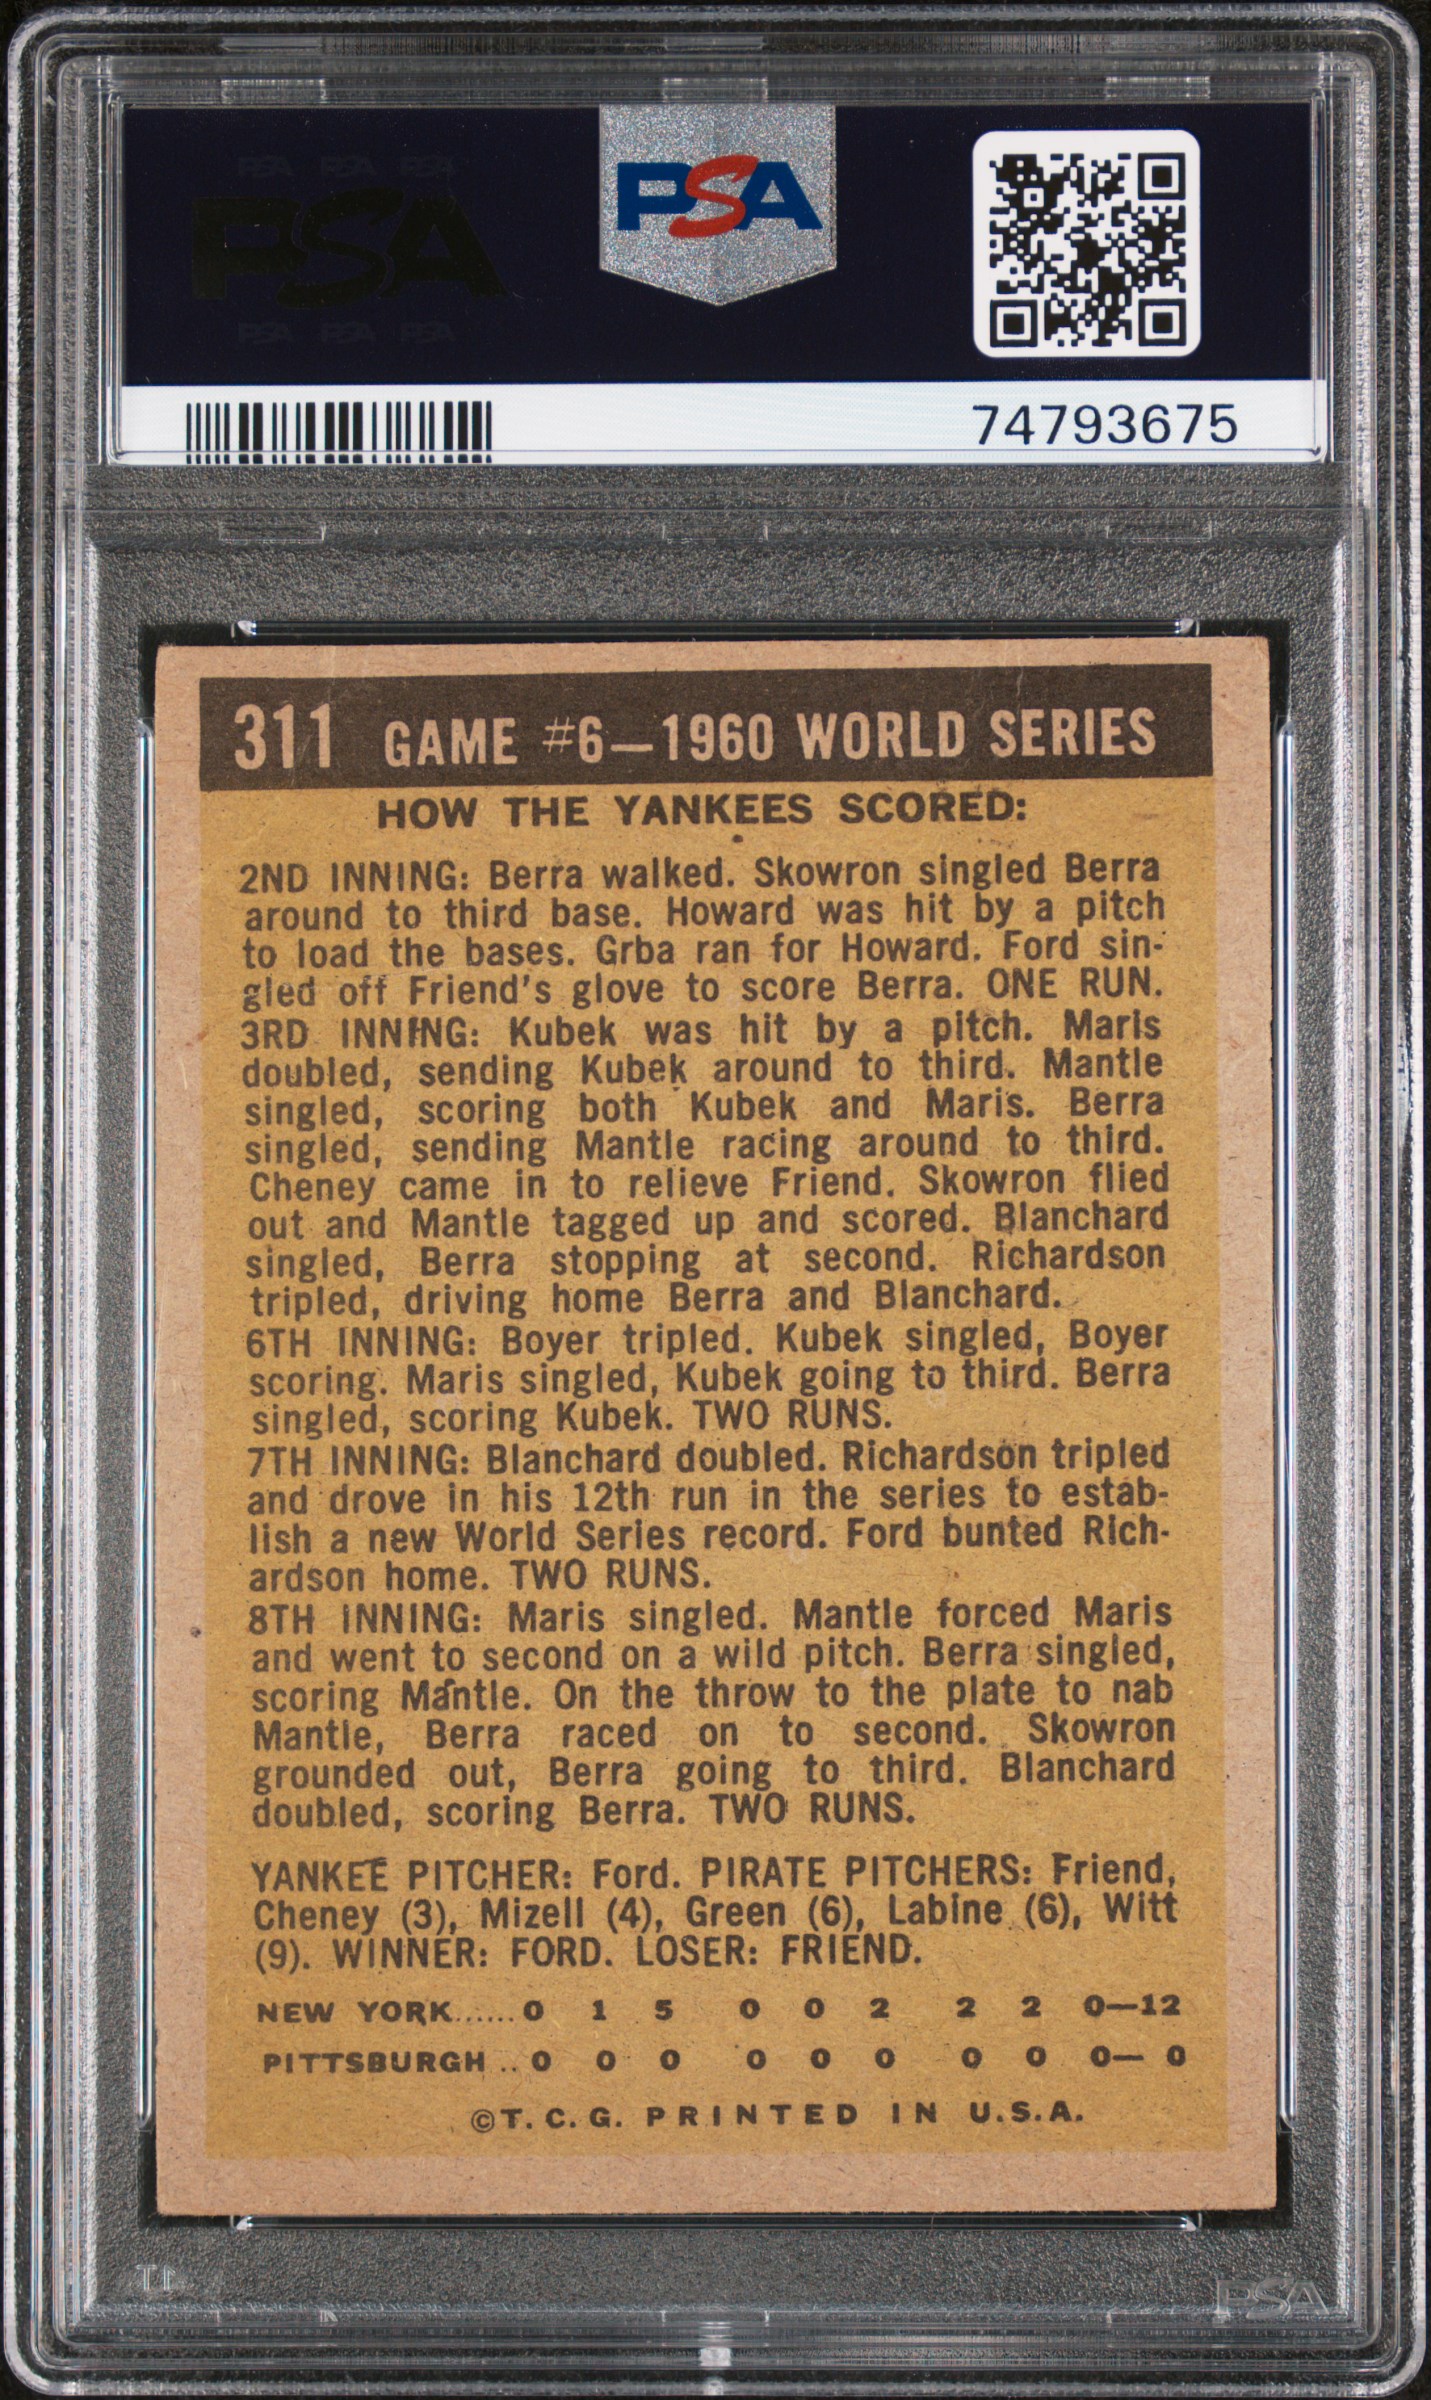 PSA PSA PSA
PSA
PSA PSA PSA
PSA
74793675
311 GAME #6—1960 WORLD SERIES
HOW THE YANKEES SCORED:
2ND INNING: Berra walked. Skowron singled Berra
around to third base. Howard was hit by a pitch
to load the bases. Grba ran for Howard. Ford sin-
gled off Friend's glove to score Berra. ONE RUN.
3RD INNING: Kubek was hit by a pitch. Maris
doubled, sending Kubek around to third. Mantle
singled, scoring both Kubek and Maris. Berra
singled, sending Mantle racing around to third.
Cheney came in to relieve Friend. Skowron flied
out and Mantle tagged up and scored. Blanchard
singled, Berra stopping at second. Richardson
tripled, driving home Berra and Blanchard.
6TH INNING: Boyer tripled. Kubek singled, Boyer
scoring. Maris singled, Kubek going to third. Berra
singled, scoring Kubek. TWO RUNS.
7TH INNING: Blanchard doubled. Richardson tripled
and drove in his 12th run in the series to estab-
lish a new World Series record. Ford bunted Rich-
ardson home. TWO RUNS.
8TH INNING: Maris singled. Mantle forced Maris
and went to second on a wild pitch. Berra singled,
scoring Mantle. On the throw to the plate to nab
Mantle, Berra raced on to second. Skowron
grounded out, Berra going to third. Blanchard
doubled, scoring Berra. TWO RUNS.
YANKEE PITCHER: Ford. PIRATE PITCHERS: Friend,
Cheney (3), Mizell (4), Green (6), Labine (6), Witt
(9). WINNER: FORD. LOSER: FRIEND.
NEW YORK......0 1 5 0 0 2 2 2 0—12
PITTSBURGH ..0 0 0 0 0 0 0 0 0— 0
©T.C.G. PRINTED IN U.S.A.
PSA